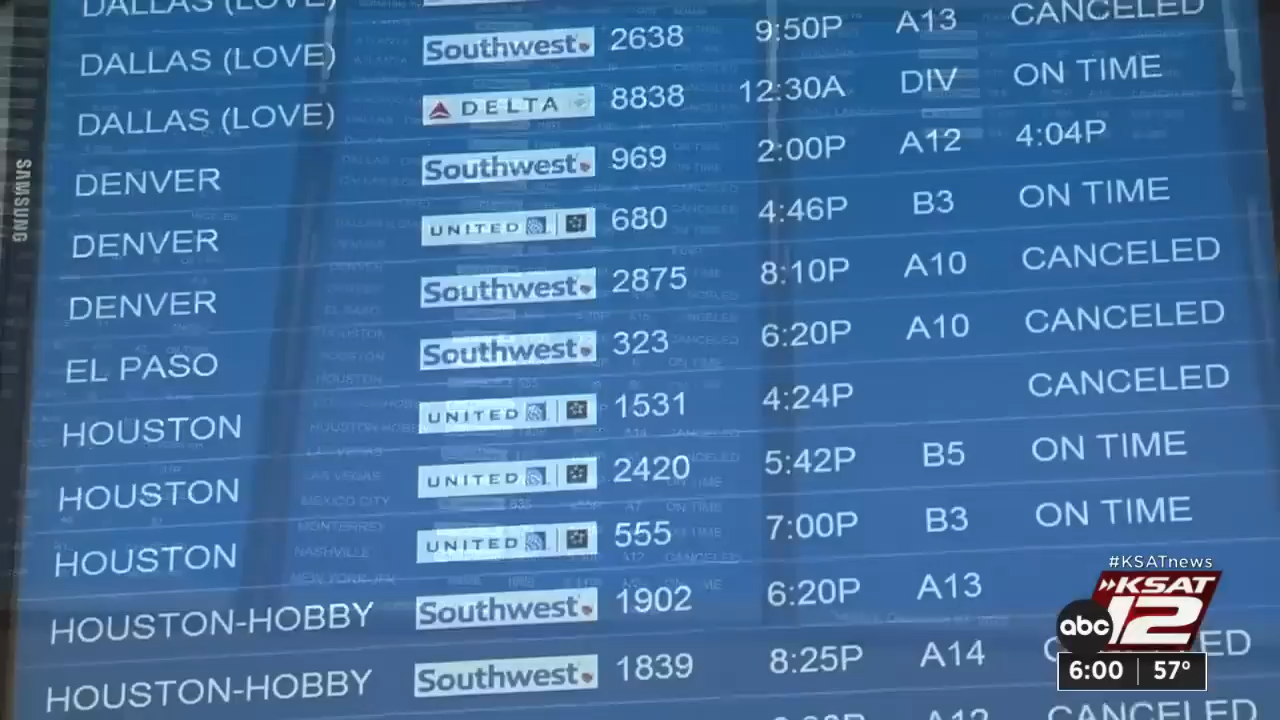 DALLAS (LOVE)
DALLAS (LOVE) Southwest 2638 9:50P A13 CANCELED
DALLAS (LOVE) DELTA 8838 12:30A DIV ON TIME
DENVER Southwest 969 2:00P A12 4:04P
DENVER UNITED 680 4:46P B3 ON TIME
DENVER Southwest 2875 8:10P A10 CANCELED
EL PASO Southwest 323 6:20P A10 CANCELED
HOUSTON UNITED 1531 4:24P CANCELED
HOUSTON UNITED 2420 5:42P B5 ON TIME
HOUSTON UNITED 555 7:00P B3 ON TIME
HOUSTON-HOBBY Southwest 1902 6:20P A13
HOUSTON-HOBBY Southwest 1839 8:25P A14
A12 CANCELED
SAMSUNG
#KSATnews
KSAT
abc 12
6:00 57°